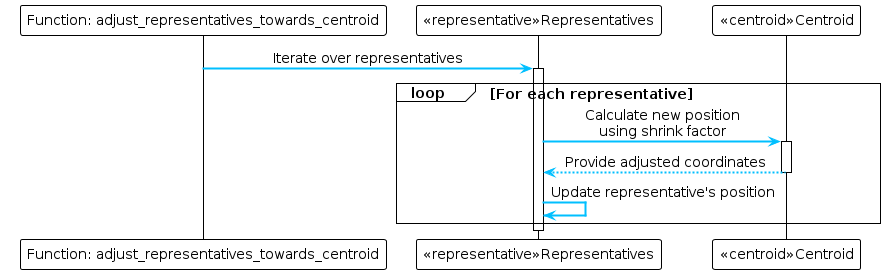 Function: adjust_representatives_towards_centroid
«representative»Representatives
«centroid»Centroid
Iterate over representatives
loop
[For each representative]
Calculate new position
using shrink factor
Provide adjusted coordinates
Update representative's position
Function: adjust_representatives_towards_centroid
«representative»Representatives
«centroid»Centroid